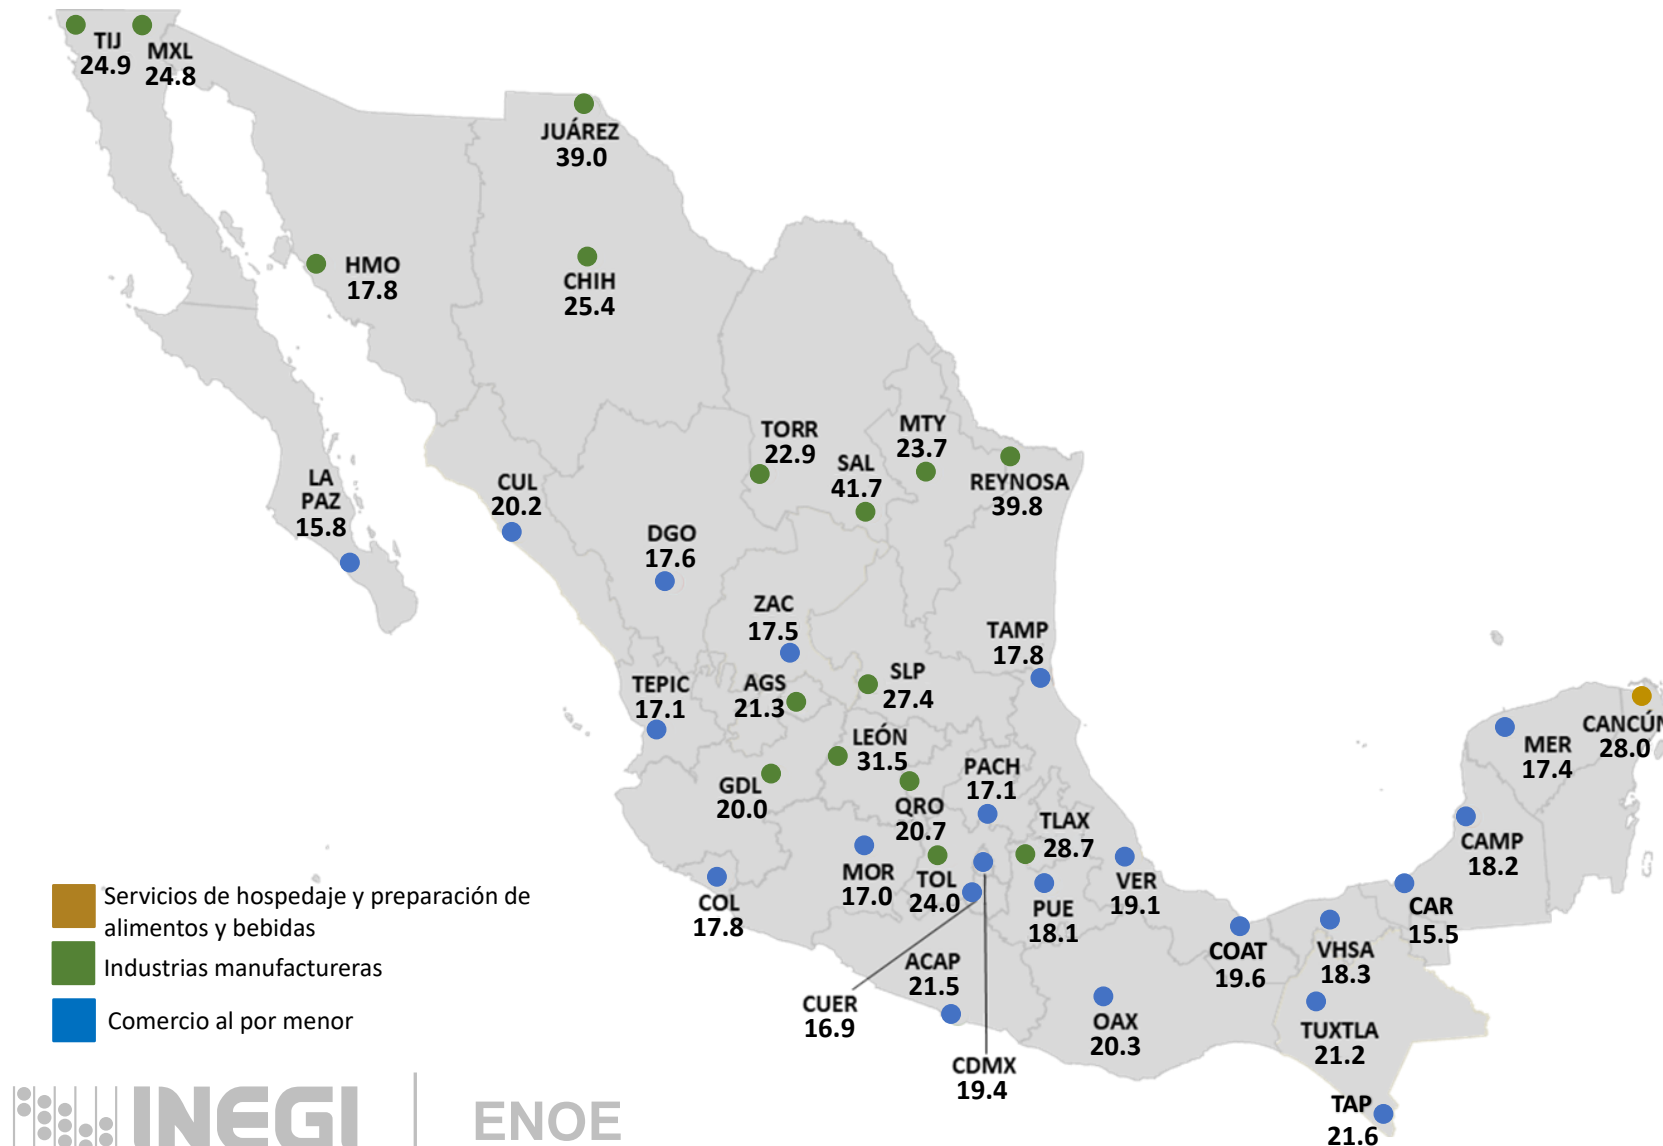 TIJ
24.9
MXL
24.8
JUÁREZ
39.0
HMO
17.8
CHIH
25.4
LA
PAZ
15.8
CUL
20.2
DGO
17.6
TORR
22.9
SAL
41.7
MTY
23.7
REYNOSA
39.8
ZAC
17.5
TAMP
17.8
TEPIC
17.1
AGS
21.3
SLP
27.4
LEÓN
31.5
GDL
20.0
QRO
20.7
PACH
17.1
TLAX
28.7
MOR
17.0
TOL
24.0
COL
17.8
PUE
18.1
VER
19.1
CANCÚN
28.0
MER
17.4
CAMP
18.2
CAR
15.5
COAT
19.6
VHSA
18.3
ACAP
21.5
CUER
16.9
OAX
20.3
TUXTLA
21.2
CDMX
19.4
TAP
21.6
Servicios de hospedaje y preparación de
alimentos y bebidas
Industrias manufactureras
Comercio al por menor
INEGI
ENOE